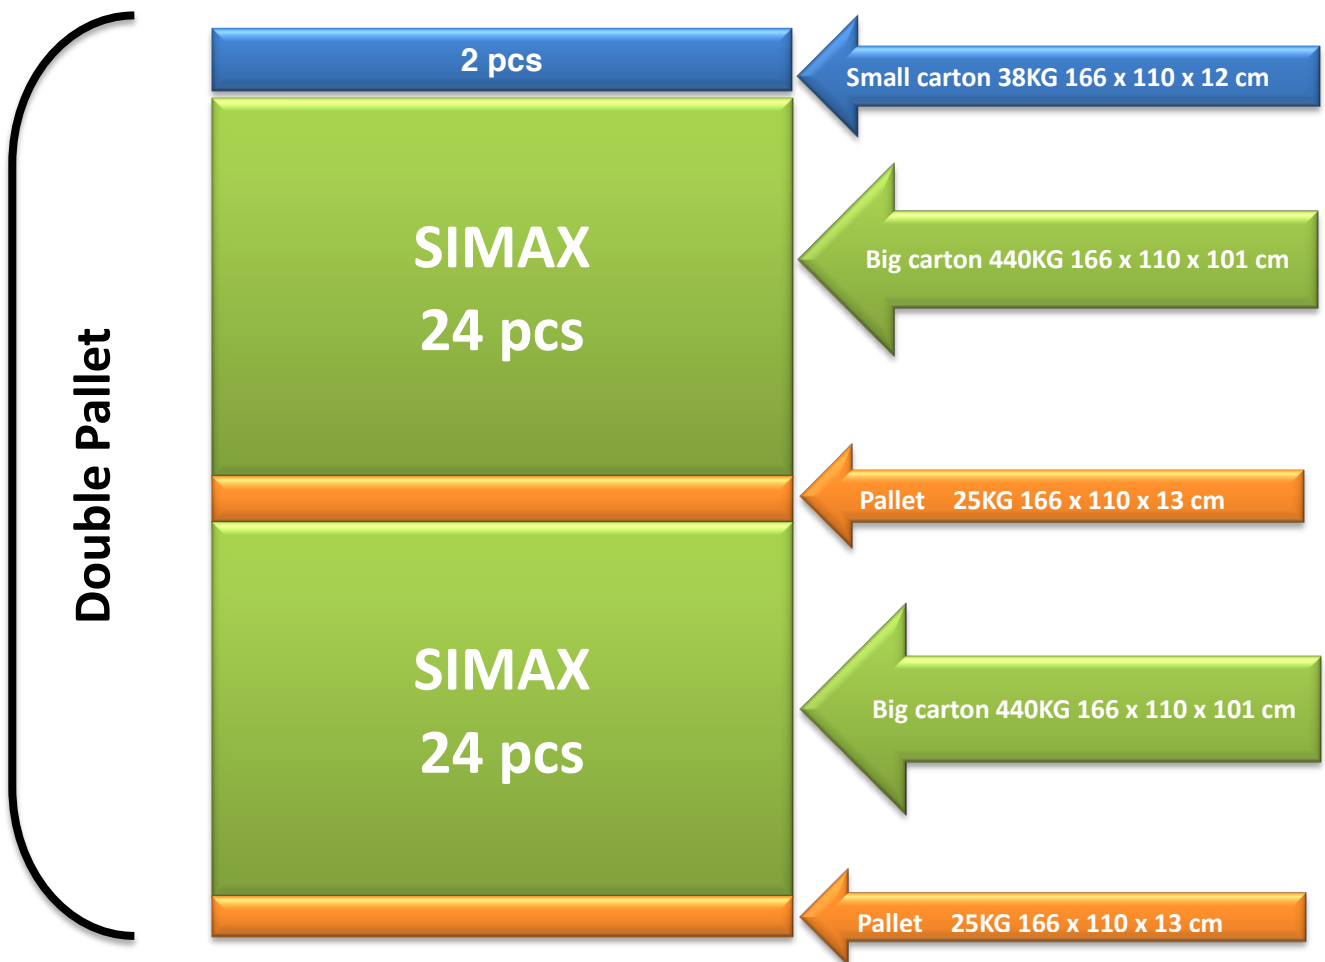 2 pcs
Small carton 38KG 166 x 110 x 12 cm
SIMAX
24 pcs
Big carton 440KG 166 x 110 x 101 cm
Double Pallet
Pallet 25KG 166 x 110 x 13 cm
SIMAX
24 pcs
Big carton 440KG 166 x 110 x 101 cm
Pallet 25KG 166 x 110 x 13 cm